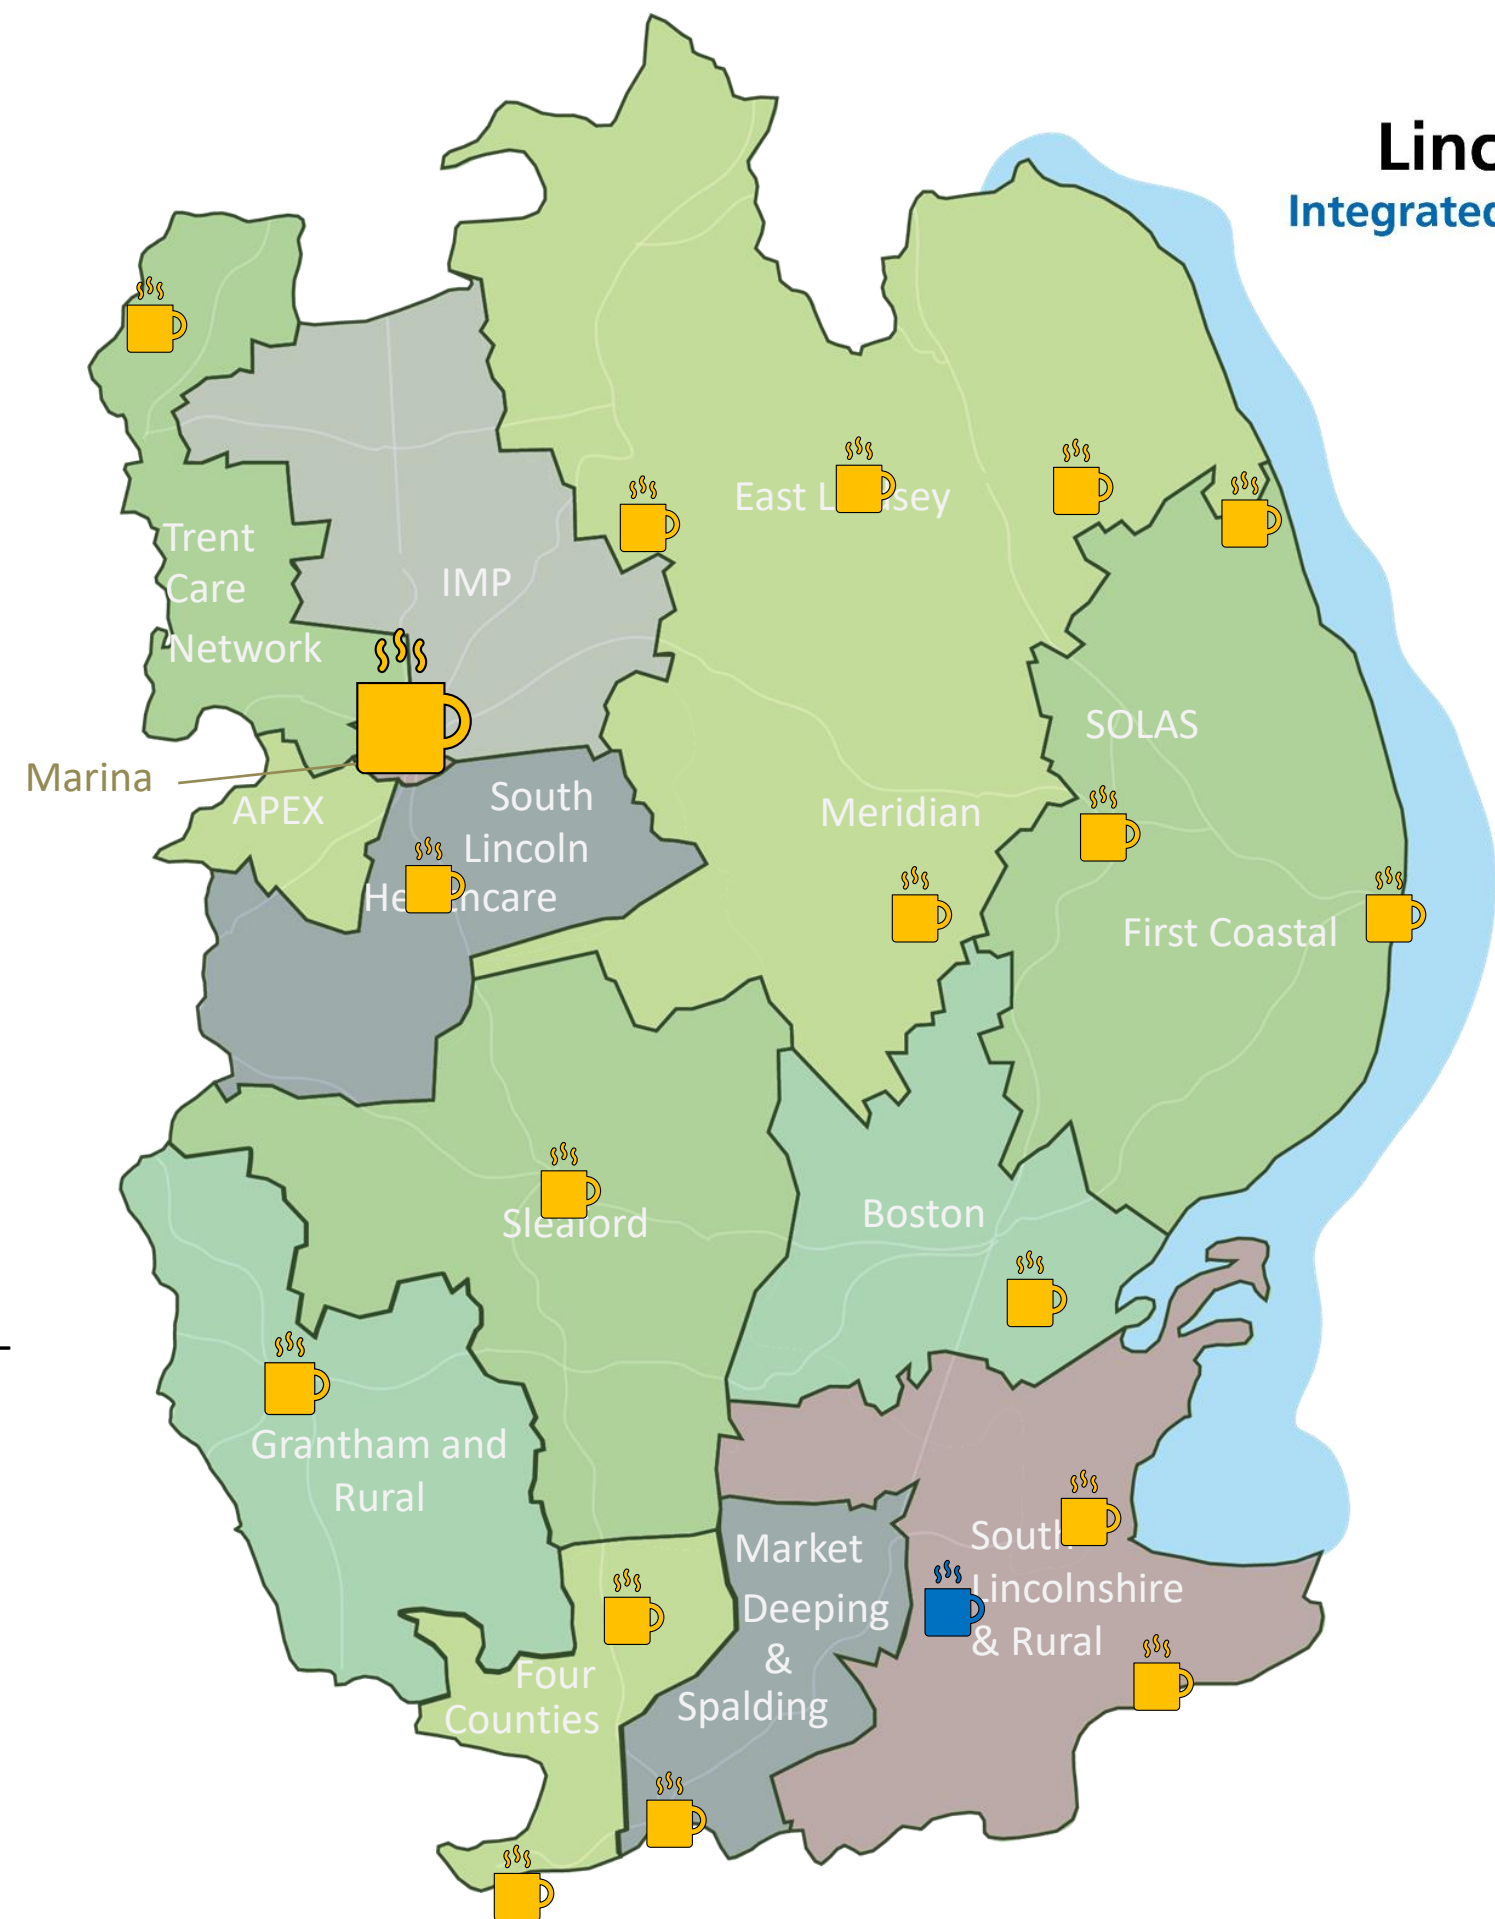 Linc
Integrated
East L sey
Trent
Care
Network
IMP
SOLAS
Marina
APEX
South
Lincoln
He hcare
Meridian
First Coastal
Sleaford
Boston
Grantham and
Rural
Market
Deeping
&
Spalding
South
Lincolnshire
& Rural
Four
Counties